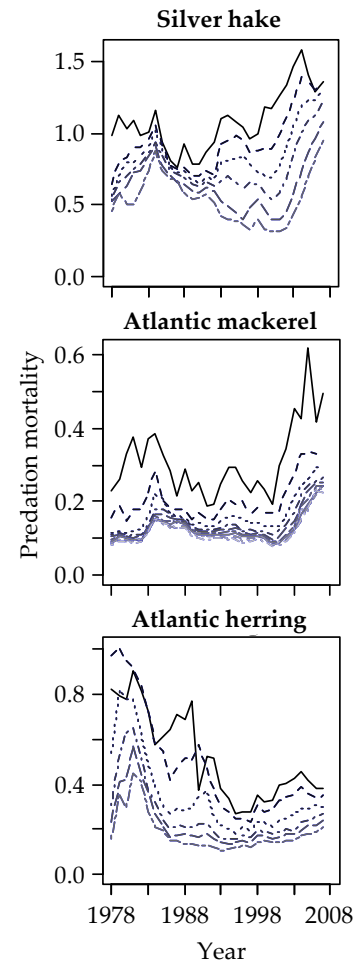 Silver hake
1.5
1.0
0.5
0.0
Atlantic mackerel
0.6
0.4
0.2
0.0
Predation mortality
Atlantic herring
0.8
0.4
0.0
1978 1988 1998 2008
Year